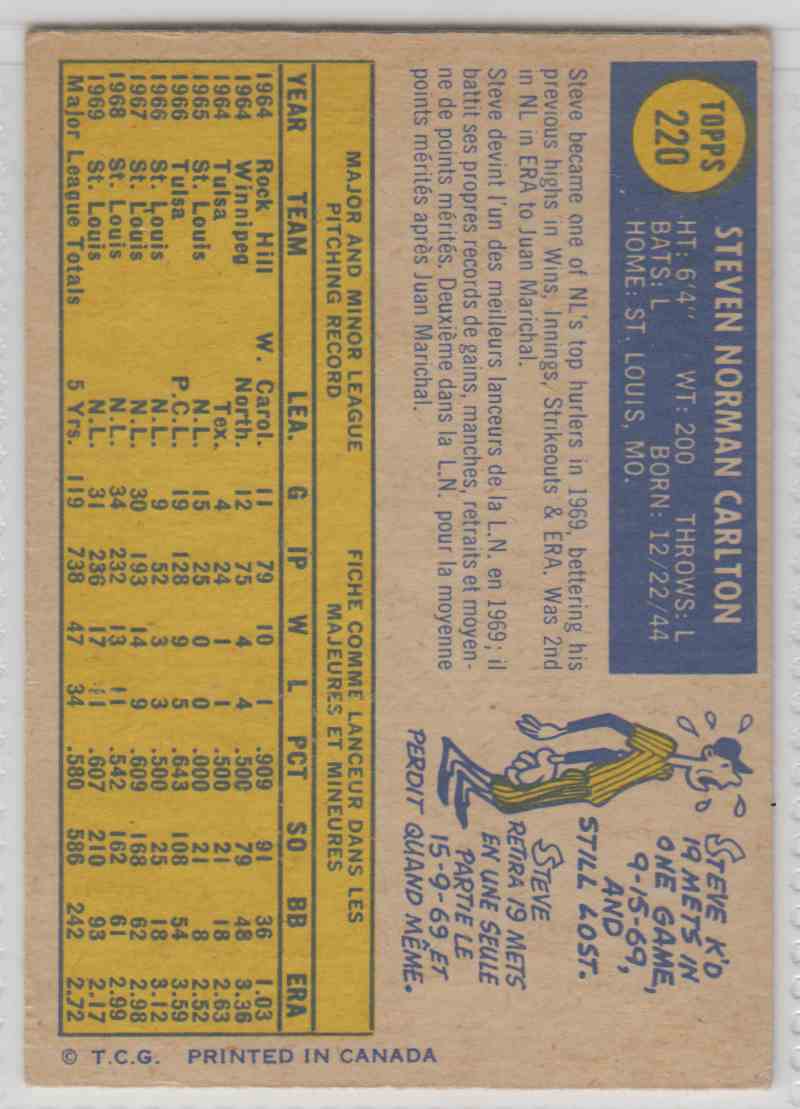 TOPPS
220
STEVEN NORMAN CARLTON
HT: 6'4" WT: 200 THROWS: L
BATS: L BORN: 12/22/44
HOME: ST. LOUIS, MO.
Steve became one of NL's top hurlers in 1969, bettering his
previous highs in Wins, Innings, Strikeouts & ERA. Was 2nd
in NL in ERA to Juan Marichal.
Steve devint l'un des meilleurs lanceurs de la L.N. en 1969; il
battit ses propres records de gains, manches, retraits et moyen-
ne de points mérités. Deuxième dans la L.N. pour la moyenne
points mérités après Juan Marichal.
STEVE K'D
19 METS IN
ONE GAME,
9-15-69,
AND
STILL LOST.
STEVE
RETIRA 19 METS
EN UNE SEULE
PARTIE LE
15-9-69 ET
PERDIT QUAND MÊME.
MAJOR AND MINOR LEAGUE
PITCHING RECORD
FICHE COMME LANCEUR DANS LES
MAJEURES ET MINEURES
YEAR TEAM LEA. G IP W L PCT SO BB ERA
1964 Rock Hill W. Carol. 11 79 10 1 .909 91 36 1.03
1964 Winnipeg North. 12 75 4 4 .500 79 48 3.36
1964 Tulsa Tex. 4 24 1 1 .500 21 18 2.63
1965 St. Louis N.L. 15 25 0 0 .000 21 8 2.52
1966 Tulsa P.C.L. 19 128 9 5 .643 108 54 3.59
1966 St. Louis N.L. 9 52 3 3 .500 25 18 3.12
1967 St. Louis N.L. 30 193 14 9 .609 168 62 2.98
1968 St. Louis N.L. 34 232 13 11 .542 162 61 2.99
1969 St. Louis N.L. 31 236 17 11 .607 210 93 2.17
Major League Totals 5 Yrs. 119 738 47 34 .580 586 242 2.72
© T.C.G. PRINTED IN CANADA